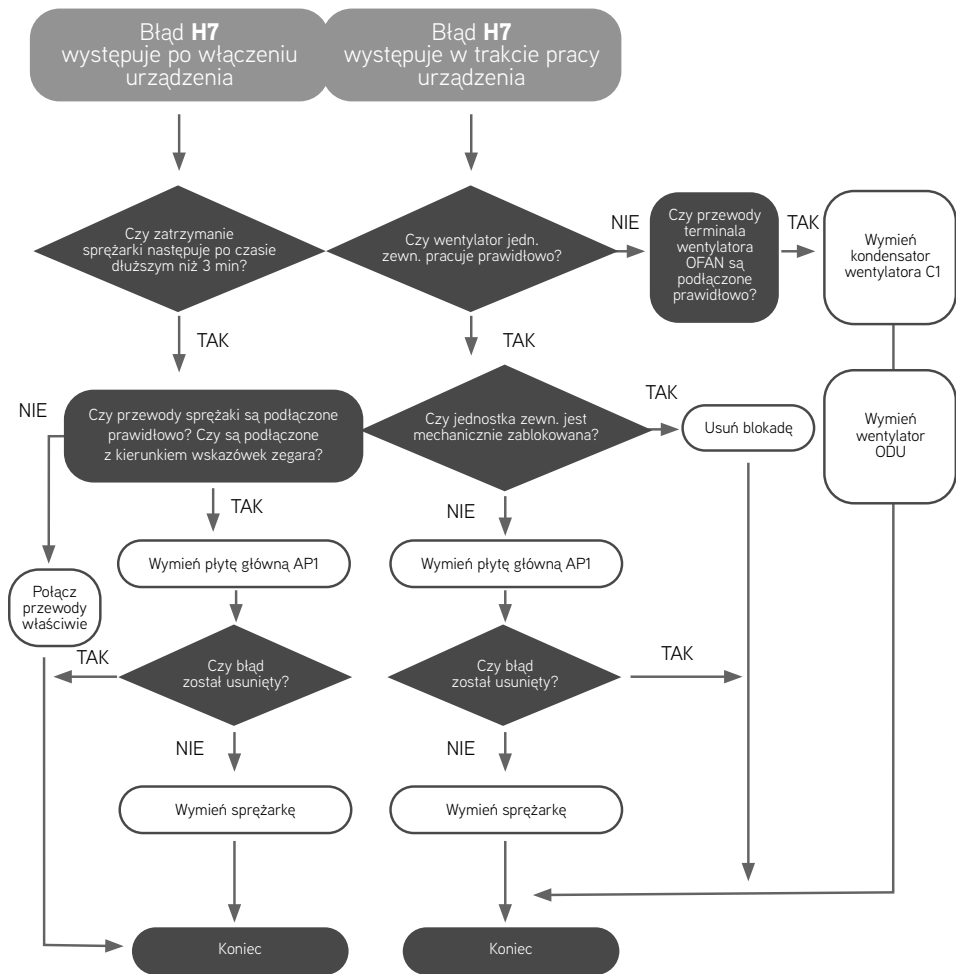 Błąd H7
występuje po włączeniu
urządzenia
Błąd H7
występuje w trakcie pracy
urządzenia
Czy zatrzymanie
sprężarki następuje po czasie
dłuższym niż 3 min?
Czy wentylator jedn.
zewn. pracuje prawidłowo?
NIE
Czy przewody
terminala
wentylatora
OFAN są
podłączone
prawidłowo?
TAK
Wymień
kondensator
wentylatora C1
TAK
TAK
NIE
Czy przewody sprężaki są podłączone
prawidłowo? Czy są podłączone
z kierunkiem wskazówek zegara?
Czy jednostka zewn. jest
mechanicznie zablokowana?
TAK
Usuń blokadę
Wymień
wentylator
ODU
TAK
NIE
Wymień płytę główną AP1
Wymień płytę główną AP1
Połącz
przewody
właściwie
TAK
Czy błąd
został usunięty?
Czy błąd
został usunięty?
TAK
NIE
NIE
Wymień sprężarkę
Wymień sprężarkę
Koniec
Koniec